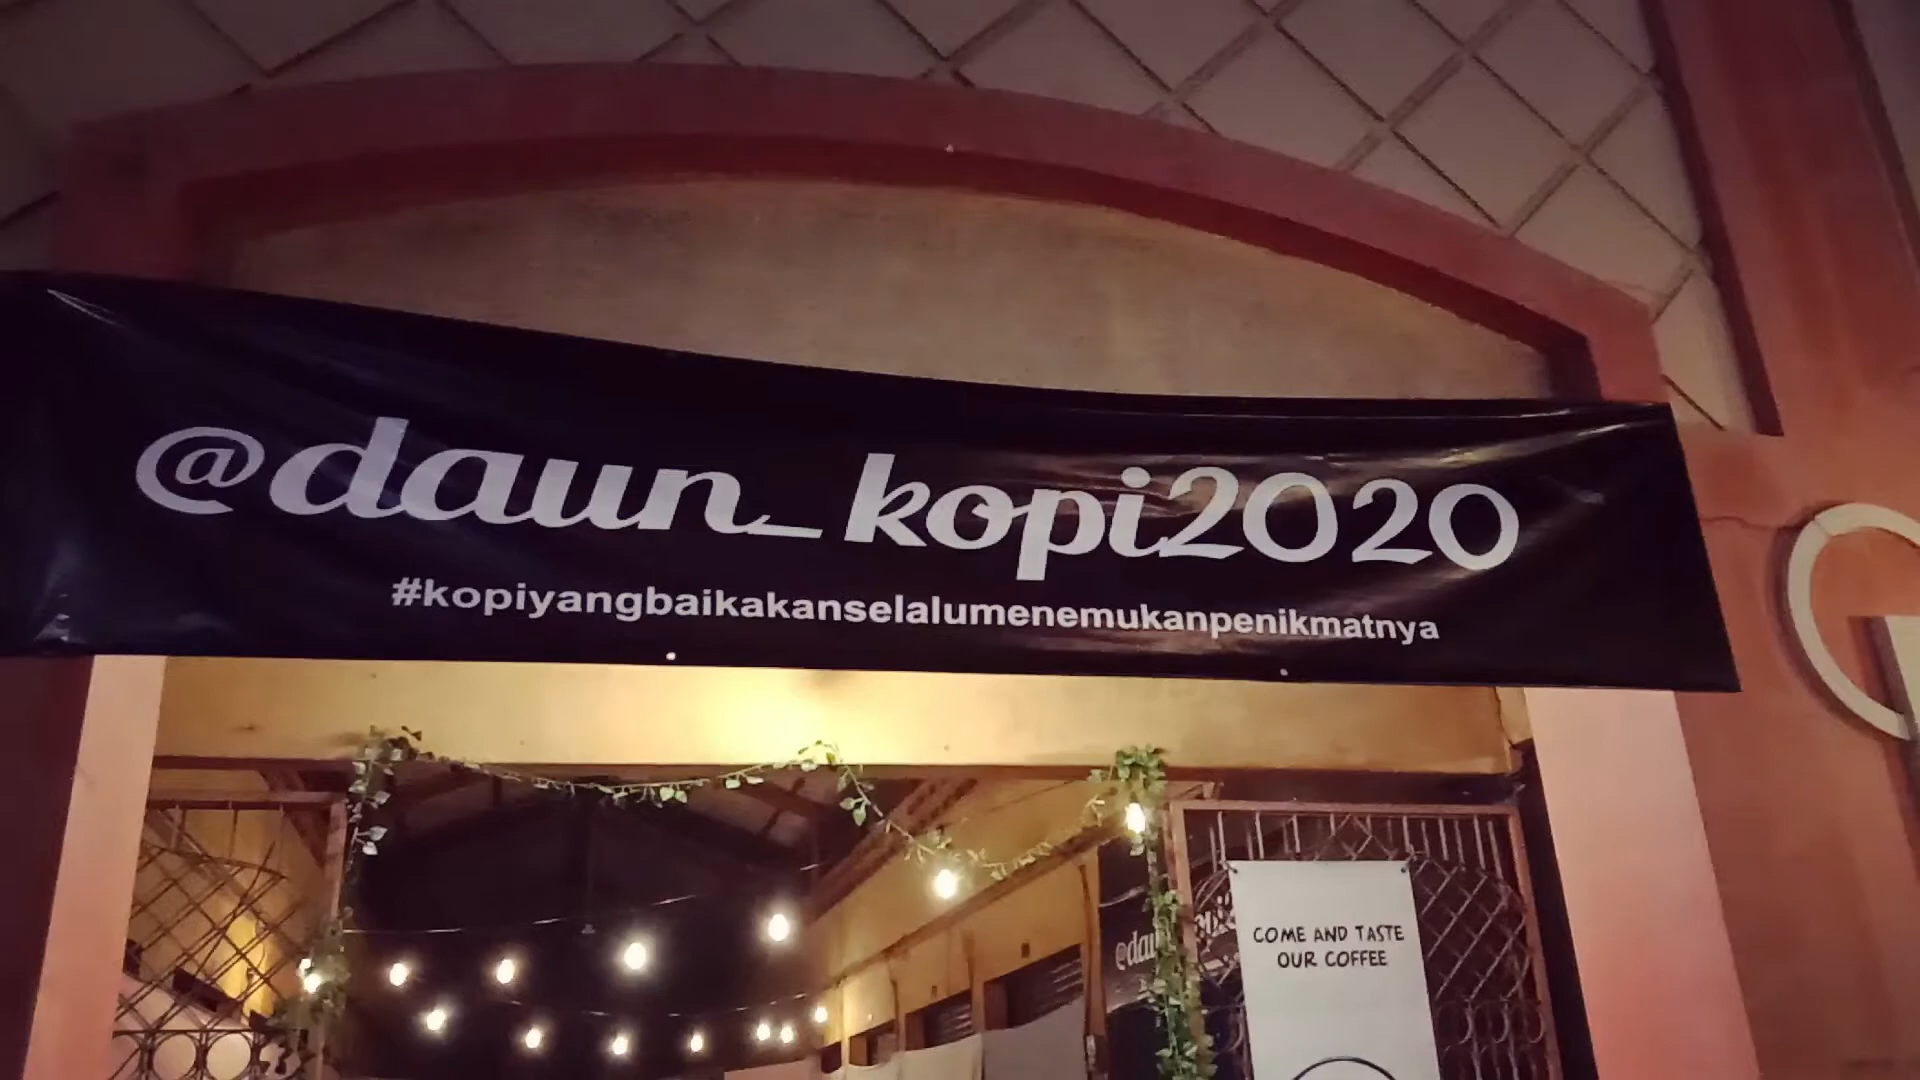 @daun_kopi2020
#kopiyangbaikakanselalumenemukanpenikmatnya
COME AND TASTE
OUR COFFEE